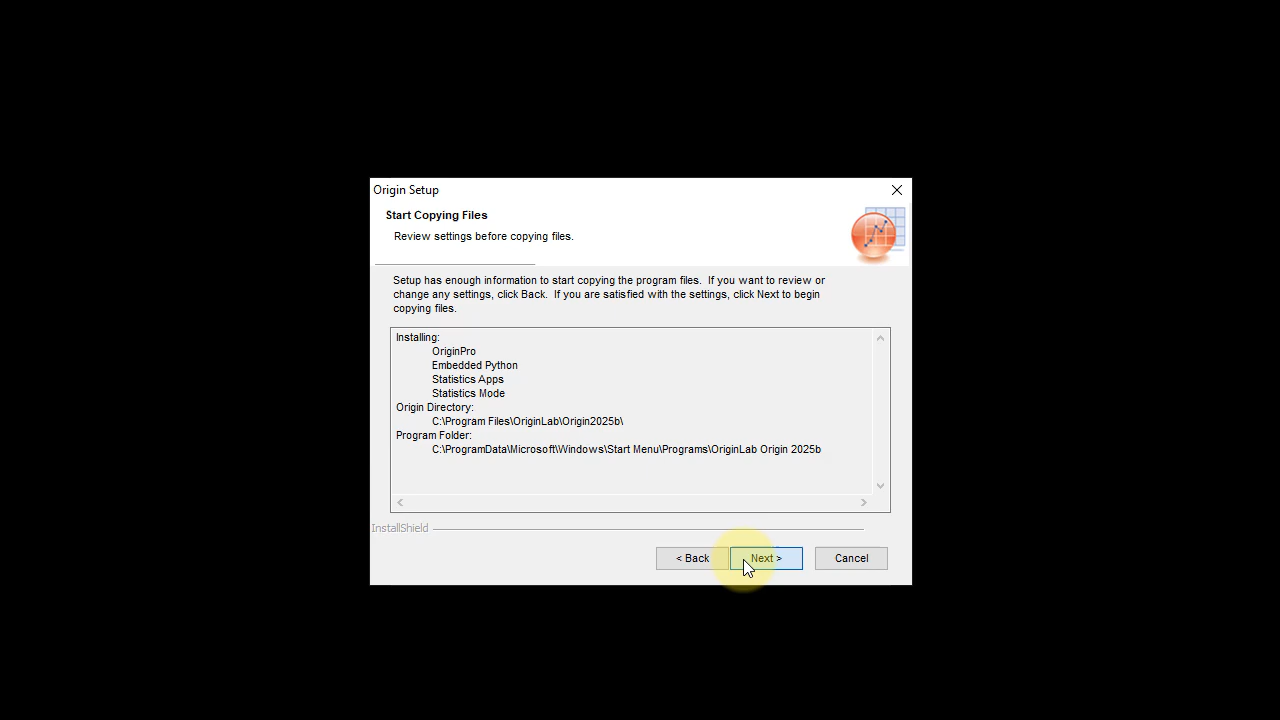 Origin Setup
Start Copying Files
Review settings before copying files.
Setup has enough information to start copying the program files.  If you want to review or
change any settings, click Back.  If you are satisfied with the settings, click Next to begin
copying files.
Installing:
OriginPro
Embedded Python
Statistics Apps
Statistics Mode
Origin Directory:
C:\Program Files\OriginLab\Origin2025b\
Program Folder:
C:\ProgramData\Microsoft\Windows\Start Menu\Programs\OriginLab Origin 2025b
InstallShield
< Back
Next >
Cancel